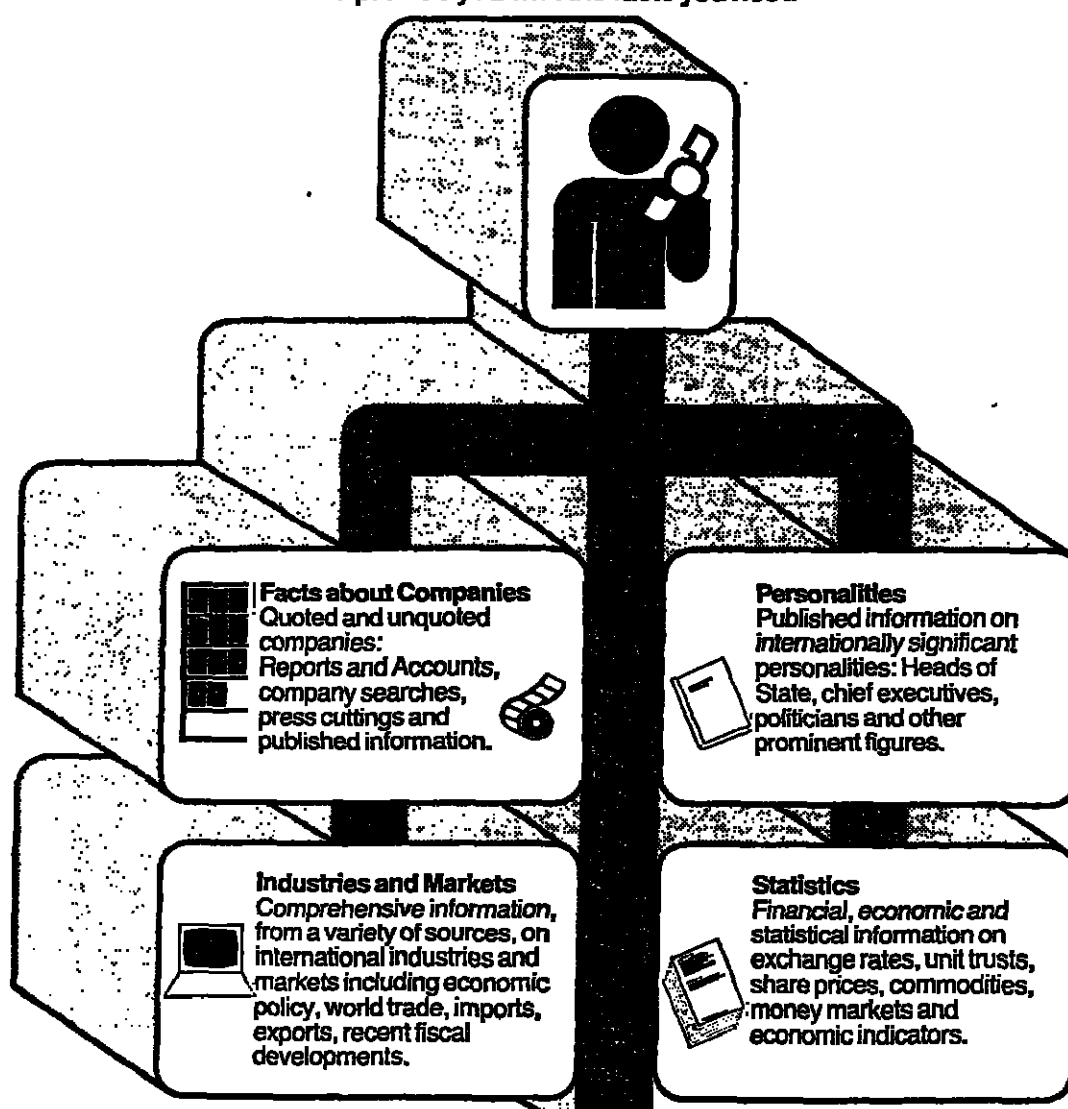 Facts about Companies
Quoted and unquoted
companies:
Reports and Accounts,
company searches,
press cuttings and
published information.
Personalities
Published information on
internationally significant
personalities: Heads of
State, chief executives,
politicians and other
prominent figures.
Industries and Markets
Comprehensive information,
from a variety of sources, on
international industries and
markets including economic
policy, world trade, imports,
exports, recent fiscal
developments.
Statistics
Financial, economic and
statistical information on
exchange rates, unit trusts,
share prices, commodities,
money markets and
economic indicators.